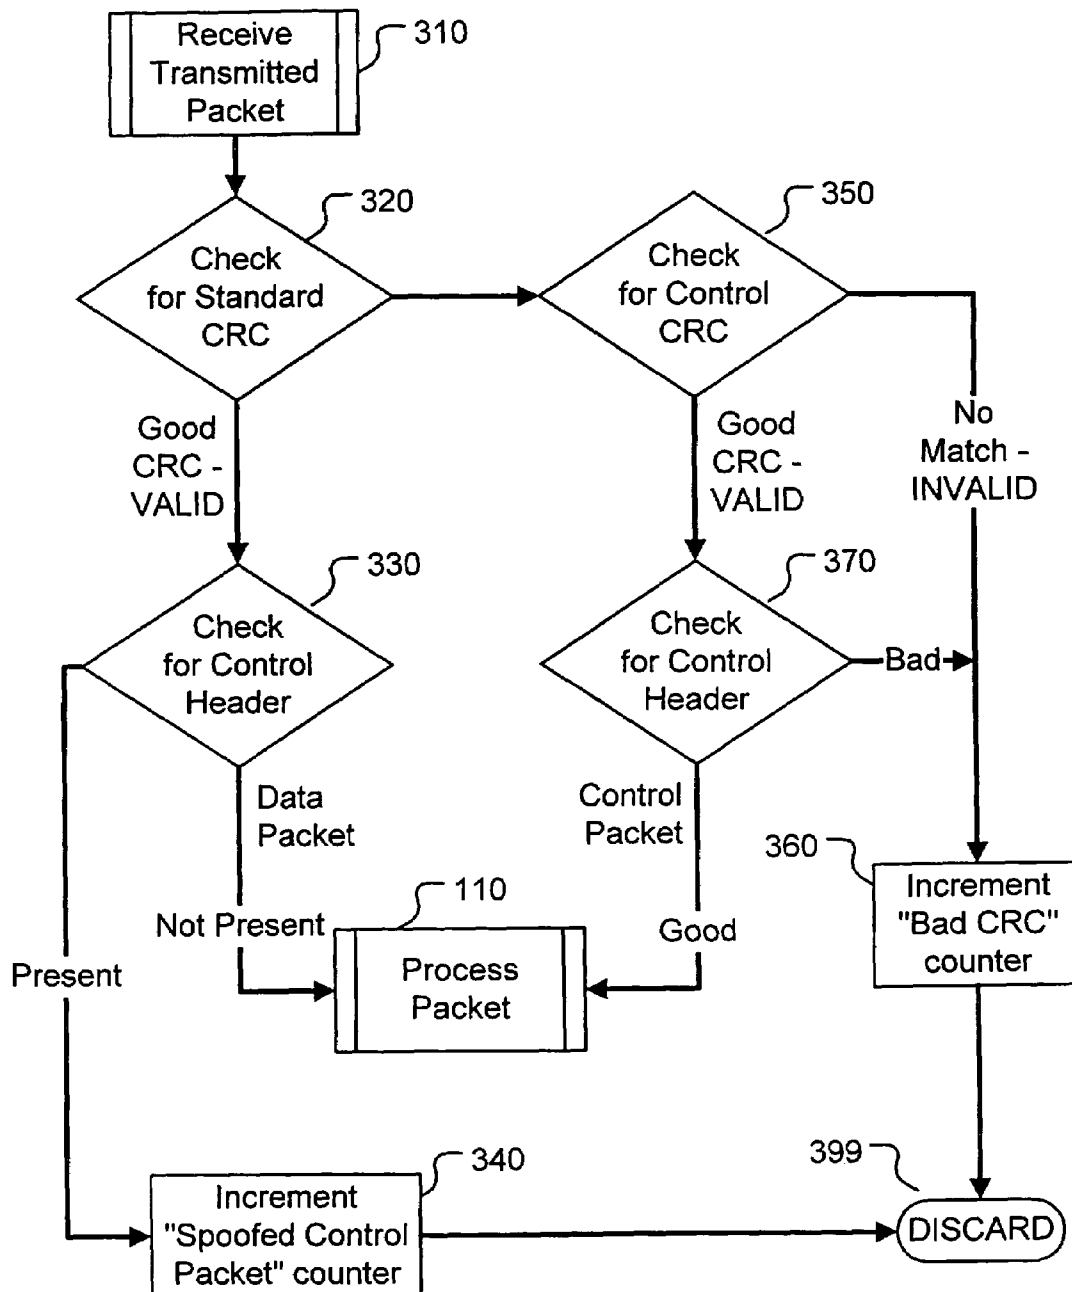 Receive
Transmitted
Packet
310
320
Check
for Standard
CRC
350
Check
for Control
CRC
Good
CRC -
VALID
Good
CRC -
VALID
No
Match -
INVALID
330
Check
for Control
Header
370
Check
for Control
Header
Bad
Data
Packet
Control
Packet
Not Present
110
Process
Packet
Good
360
Increment
"Bad CRC"
counter
Present
340
Increment
"Spoofed Control
Packet" counter
399
DISCARD